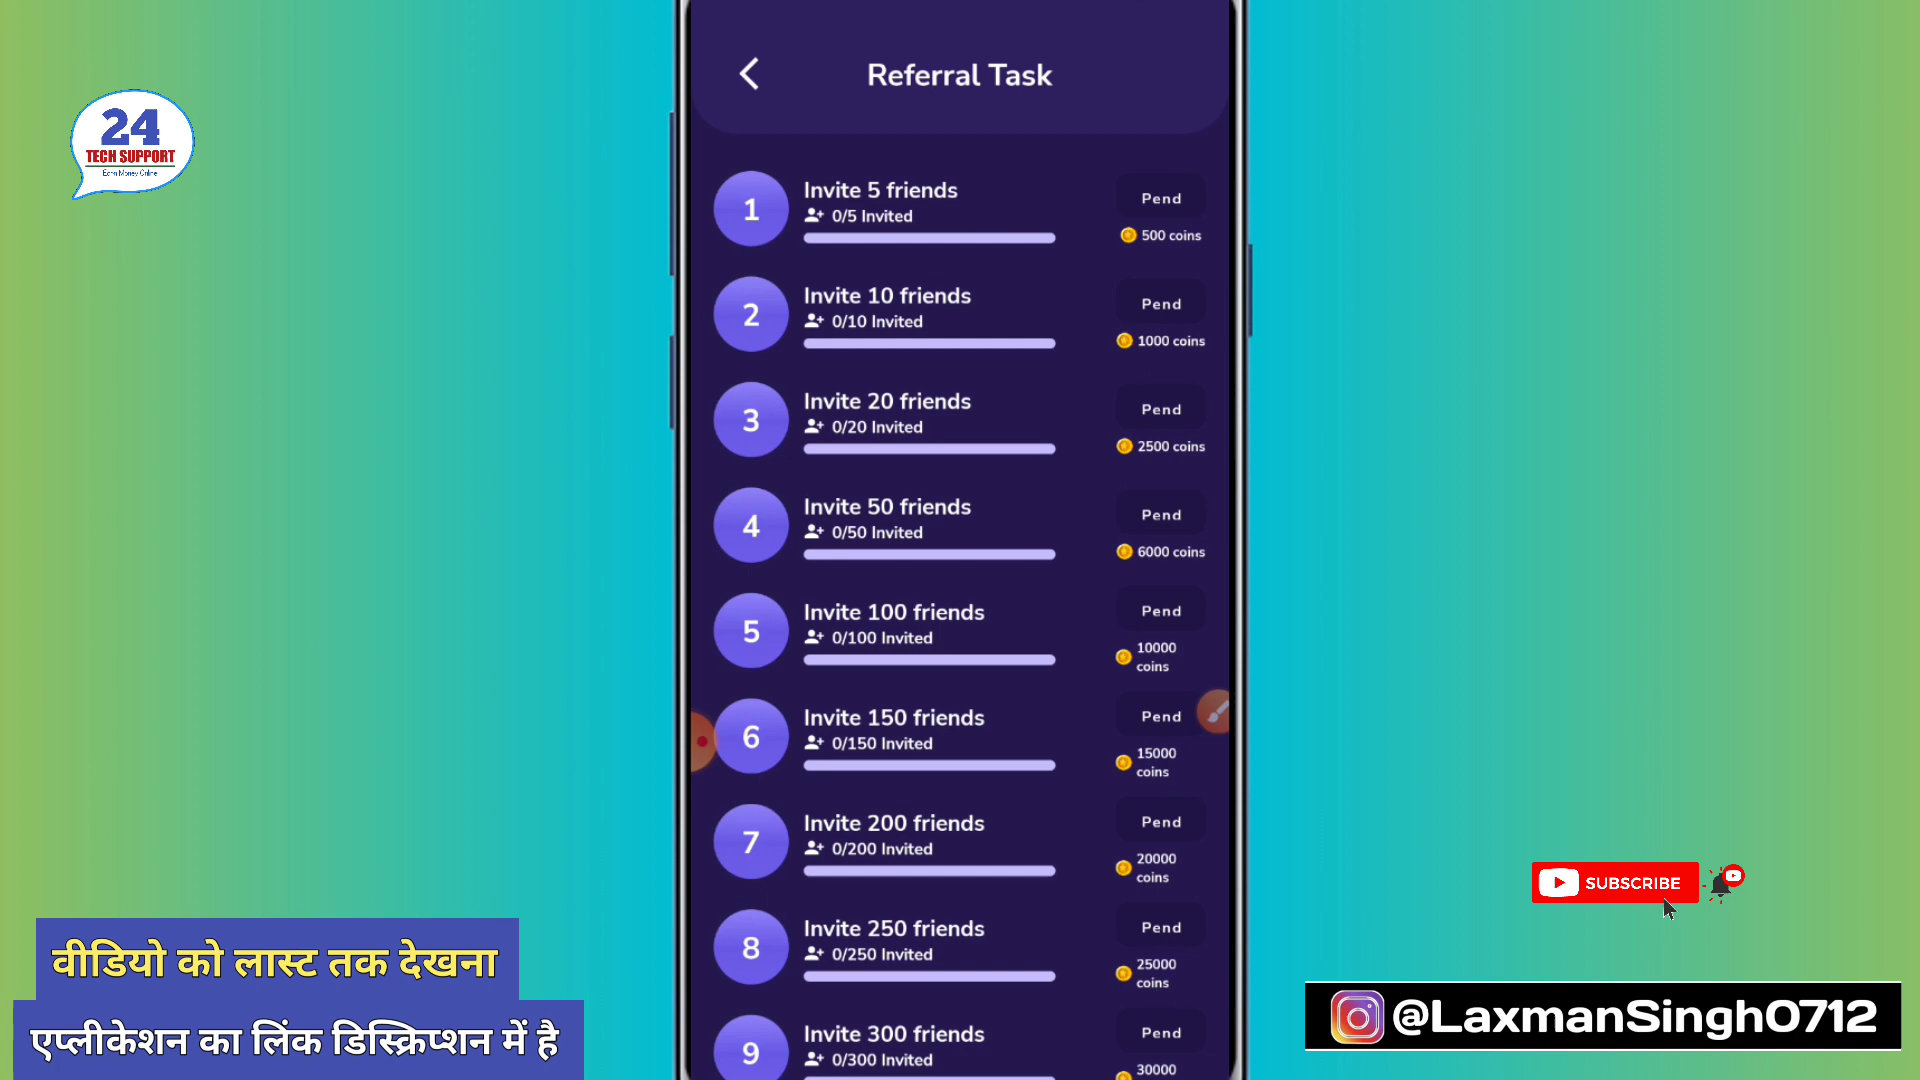 24
TECH SUPPORT
Earn Money Online
Referral Task
1
Invite 5 friends
0/5 Invited
Pend
500 coins
2
Invite 10 friends
0/10 Invited
Pend
1000 coins
3
Invite 20 friends
0/20 Invited
Pend
2500 coins
4
Invite 50 friends
0/50 Invited
Pend
6000 coins
5
Invite 100 friends
0/100 Invited
Pend
10000
coins
6
Invite 150 friends
0/150 Invited
Pend
15000
coins
7
Invite 200 friends
0/200 Invited
Pend
20000
coins
8
Invite 250 friends
0/250 Invited
Pend
25000
coins
9
Invite 300 friends
0/300 Invited
Pend
30000
SUBSCRIBE
वीडियो को लास्ट तक देखना
एप्लीकेशन का लिंक डिस्क्रिप्शन में है
@LaxmanSingh0712